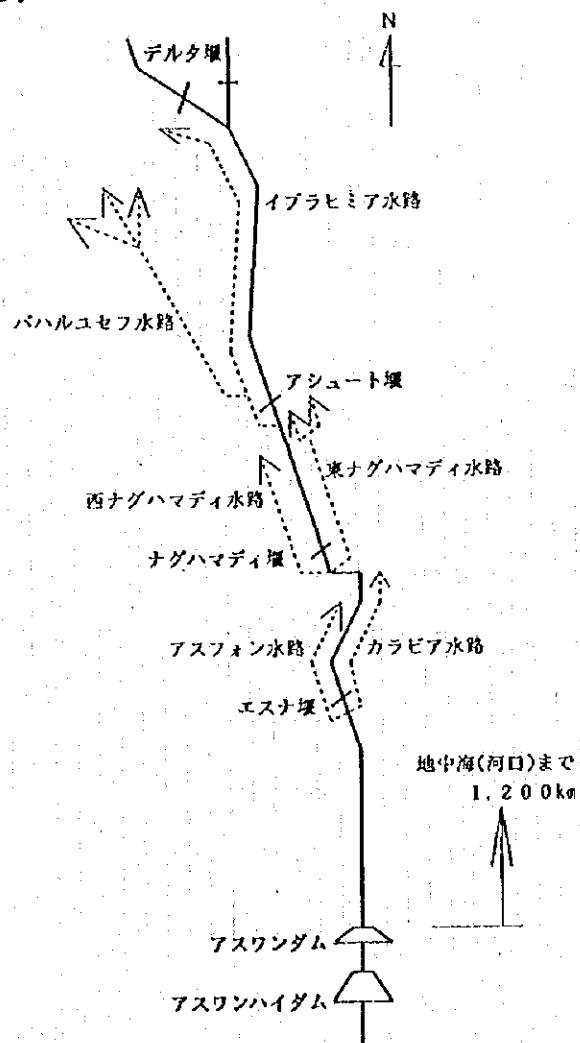 デルタ堰
N
イブラヒミア水路
バハルユセフ水路
アシュート堰
東ナグハマディ水路
西ナグハマディ水路
ナグハマディ堰
アスフォン水路
カラビア水路
エスナ堰
地中海(河口)まで
1,200km
アスワンダム
アスワンハイダム